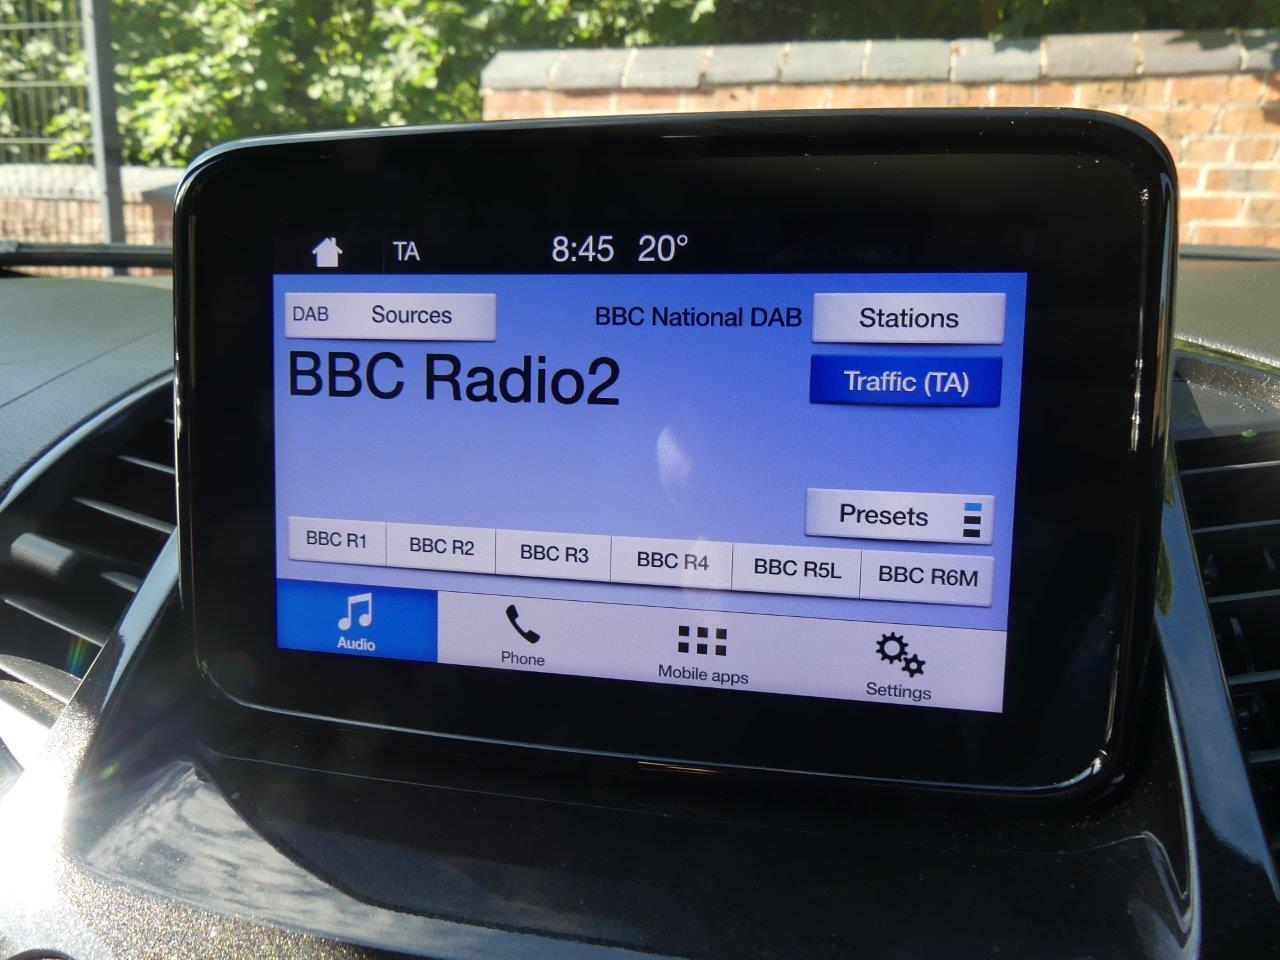 TA 8:45 20°
DAB Sources BBC National DAB Stations
BBC Radio2
Traffic (TA)
Presets
BBC R1 BBC R2 BBC R3 BBC R4 BBC R5L BBC R6M
Audio Phone Mobile apps Settings